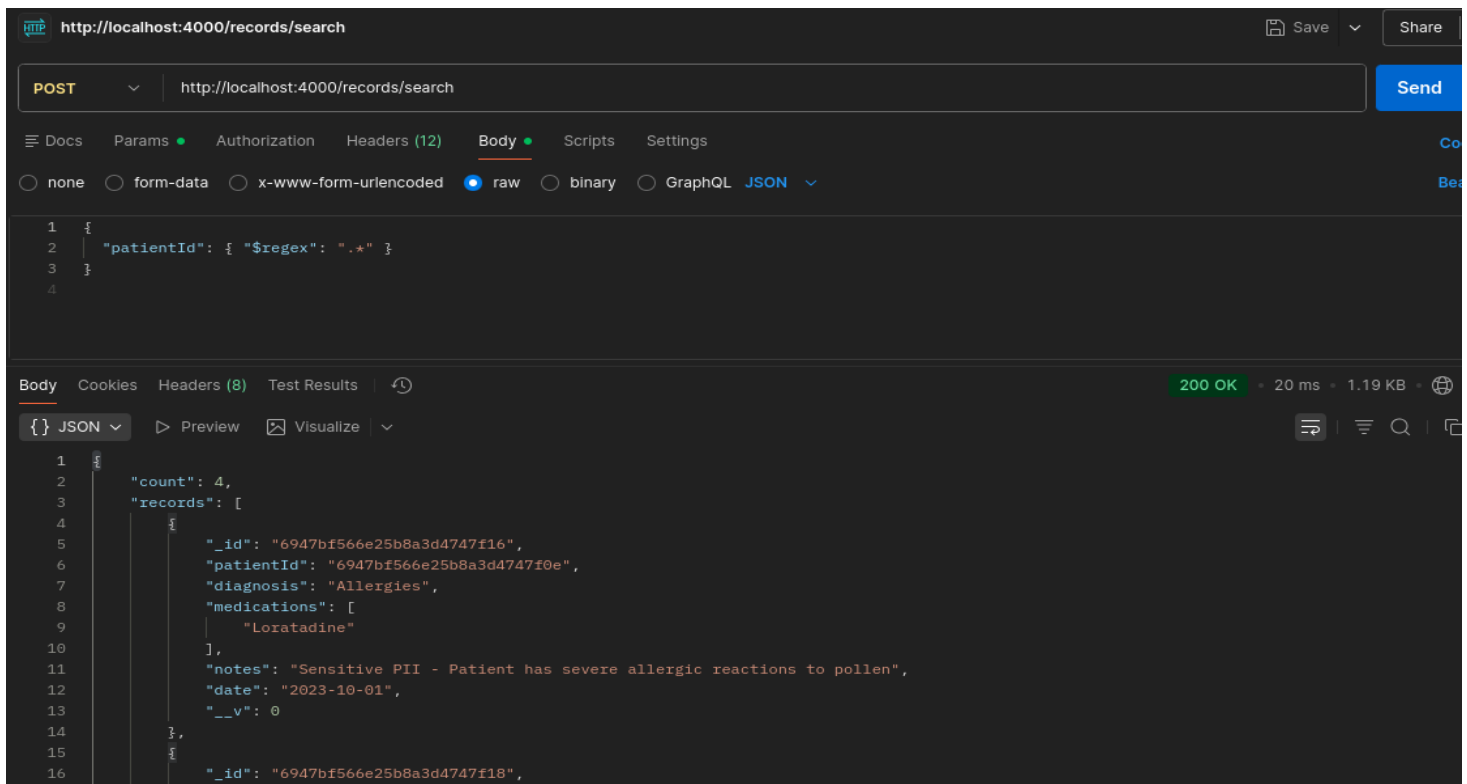 HTTP http://localhost:4000/records/search Save Share
POST http://localhost:4000/records/search Send
Docs Params Authorization Headers (12) Body Scripts Settings
none form-data x-www-form-urlencoded raw binary GraphQL JSON
1 {
2 "patientId": { "$regex": ".*" }
3 }
4
Body Cookies Headers (8) Test Results 200 OK 20 ms 1.19 KB
{} JSON Preview Visualize
1 {
2 "count": 4,
3 "records": [
4 {
5 "_id": "6947bf566e25b8a3d4747f16",
6 "patientId": "6947bf566e25b8a3d4747f0e",
7 "diagnosis": "Allergies",
8 "medications": [
9 "Loratadine"
10 ],
11 "notes": "Sensitive PII - Patient has severe allergic reactions to pollen",
12 "date": "2023-10-01",
13 "__v": 0
14 },
15 {
16 "_id": "6947bf566e25b8a3d4747f18",